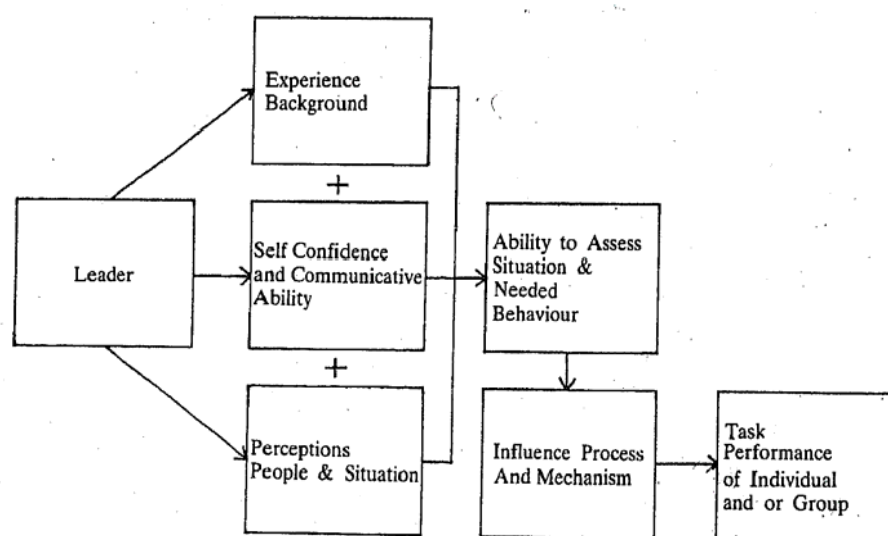 Experience
Background
+
Leader
Self Confidence
and Communicative
Ability
Ability to Assess
Situation &
Needed
Behaviour
+
Perceptions
People & Situation
Influence Process
And Mechanism
Task
Performance
of Individual
and or Group